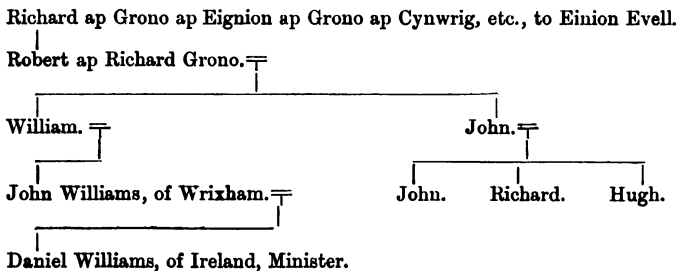 Richard ap Grono ap Eignion ap Grono ap Cynwrig, etc., to Einion Evell.
Robert ap Richard Grono.
William. John.
John Williams, of Wrixham. John. Richard. Hugh.
Daniel Williams, of Ireland, Minister.